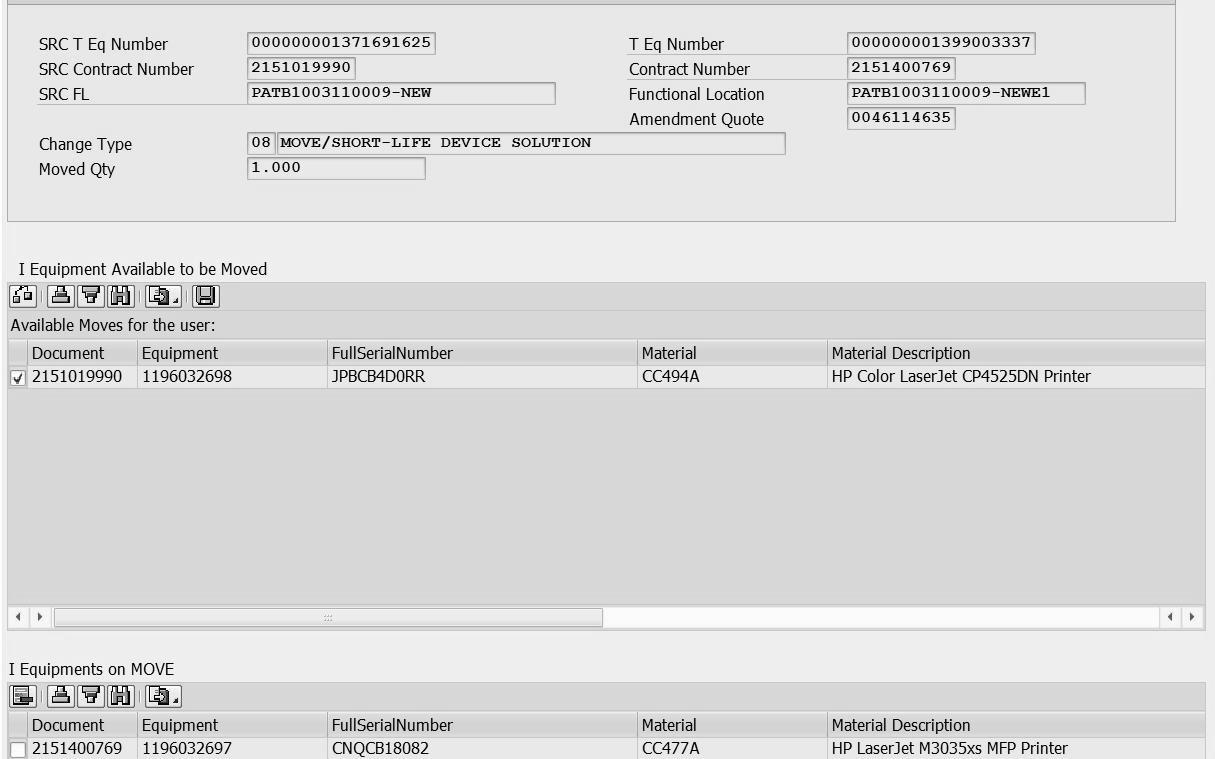 SRC T Eq Number 000000001371691625 T Eq Number 000000001399003337
SRC Contract Number 2151019990 Contract Number 2151400769
SRC FL PATB1003110009-NEW Functional Location PATB1003110009-NEWE1
Amendment Quote 0046114635
Change Type 08 MOVE/SHORT-LIFE DEVICE SOLUTION
Moved Qty 1.000
I Equipment Available to be Moved
Available Moves for the user:
Document Equipment FullSerialNumber Material Material Description
2151019990 1196032698 JPBCB4D0RR CC494A HP Color LaserJet CP4525DN Printer
I Equipments on MOVE
Document Equipment FullSerialNumber Material Material Description
2151400769 1196032697 CNQCB18082 CC477A HP LaserJet M3035xs MFP Printer